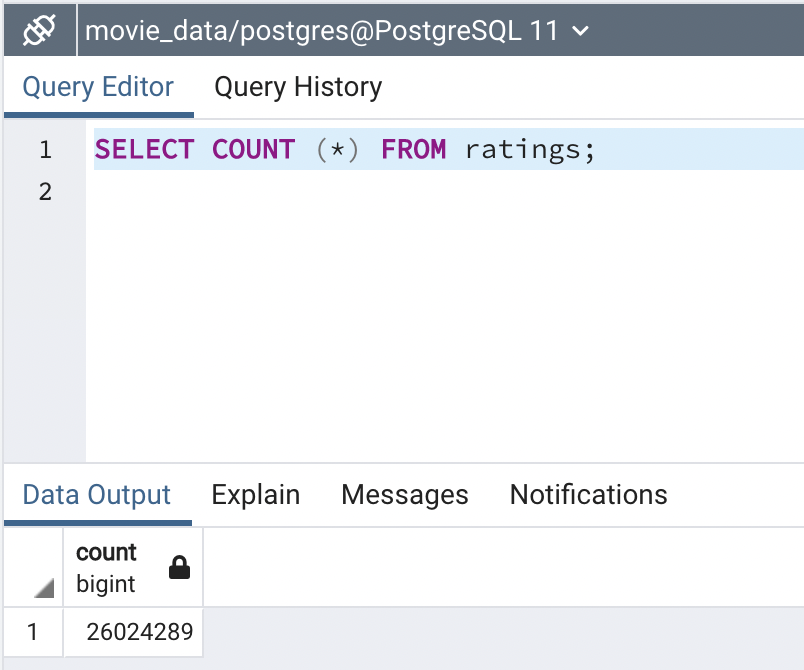 movie_data/postgres@PostgreSQL 11
Query Editor Query History
1 SELECT COUNT (*) FROM ratings;
2
Data Output Explain Messages Notifications
count
bigint
1 26024289